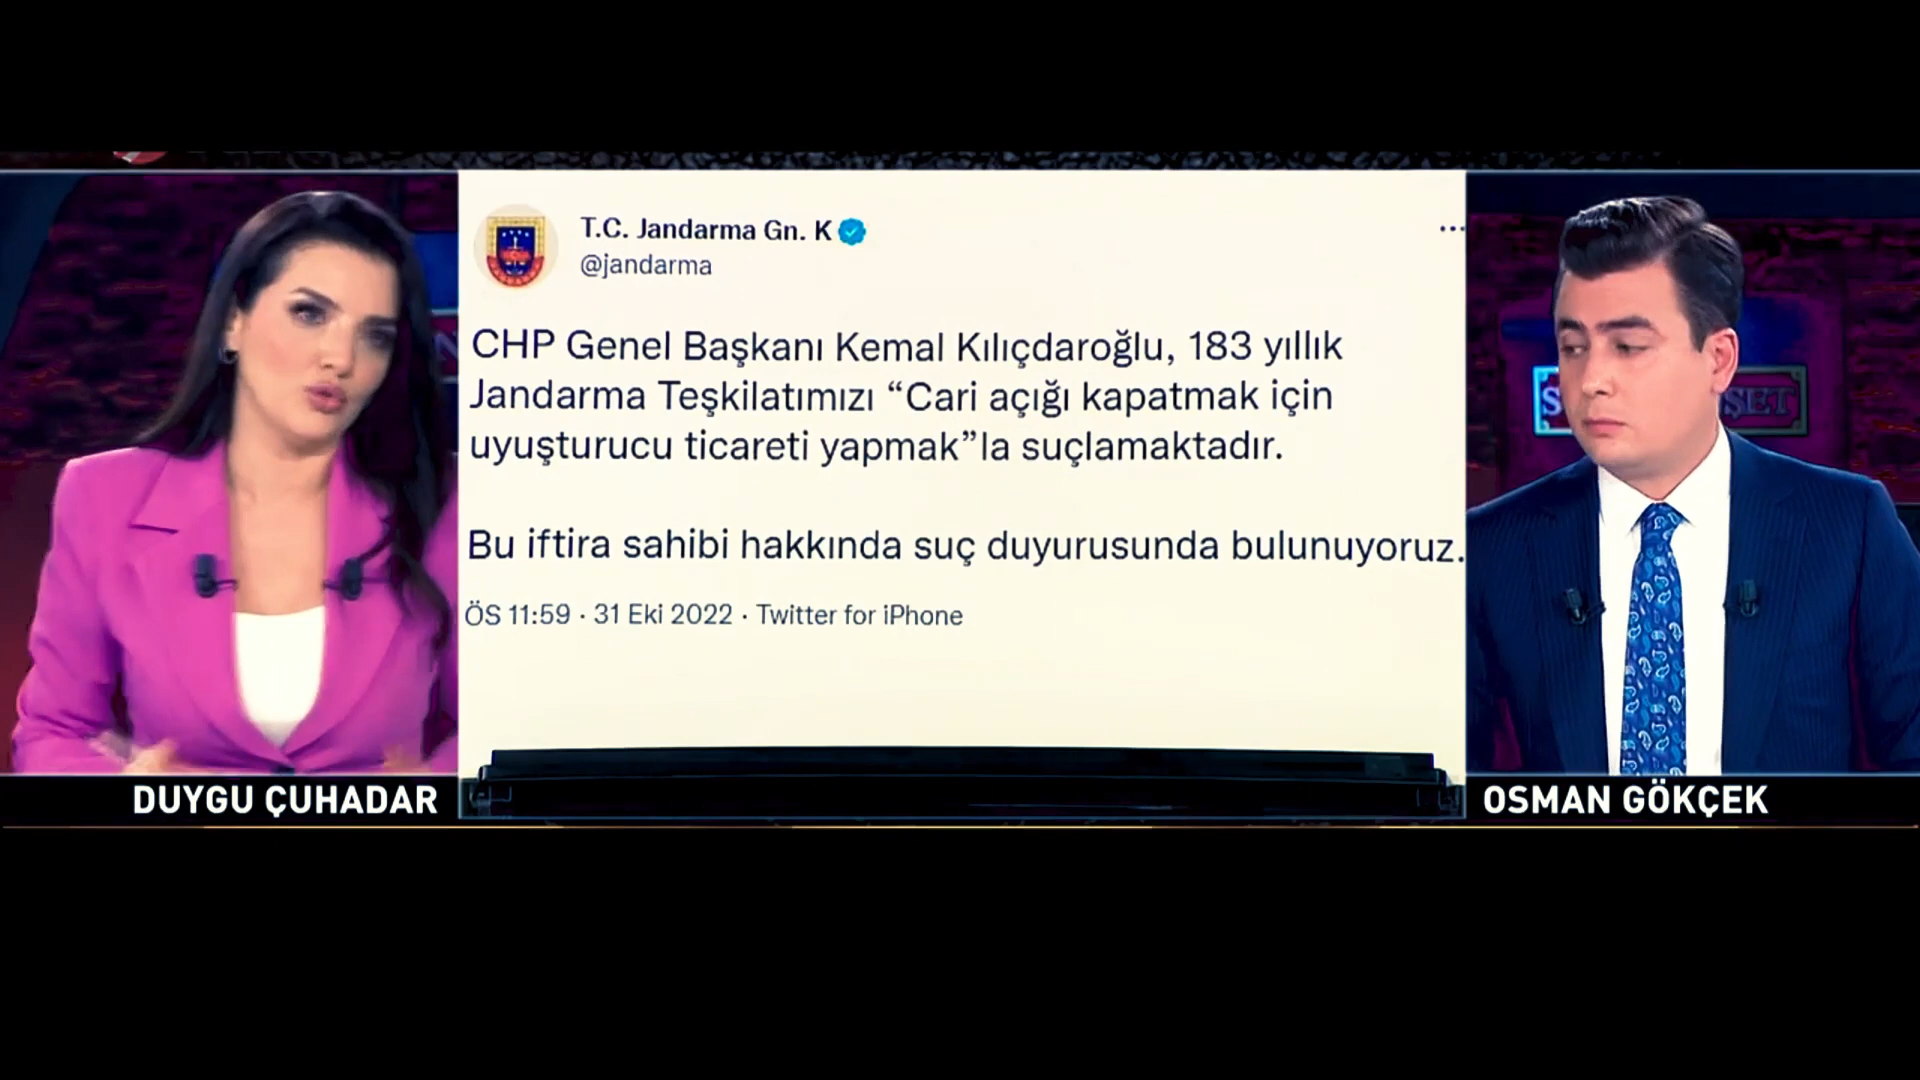 T.C. Jandarma Gn. K
@jandarma
CHP Genel Başkanı Kemal Kılıçdaroğlu, 183 yıllık
Jandarma Teşkilatımızı “Cari açığı kapatmak için
uyuşturucu ticareti yapmak”la suçlamaktadır.
Bu iftira sahibi hakkında suç duyurusunda bulunuyoruz.
ÖS 11:59 · 31 Eki 2022 · Twitter for iPhone
DUYGU ÇUHADAR
OSMAN GÖKÇEK